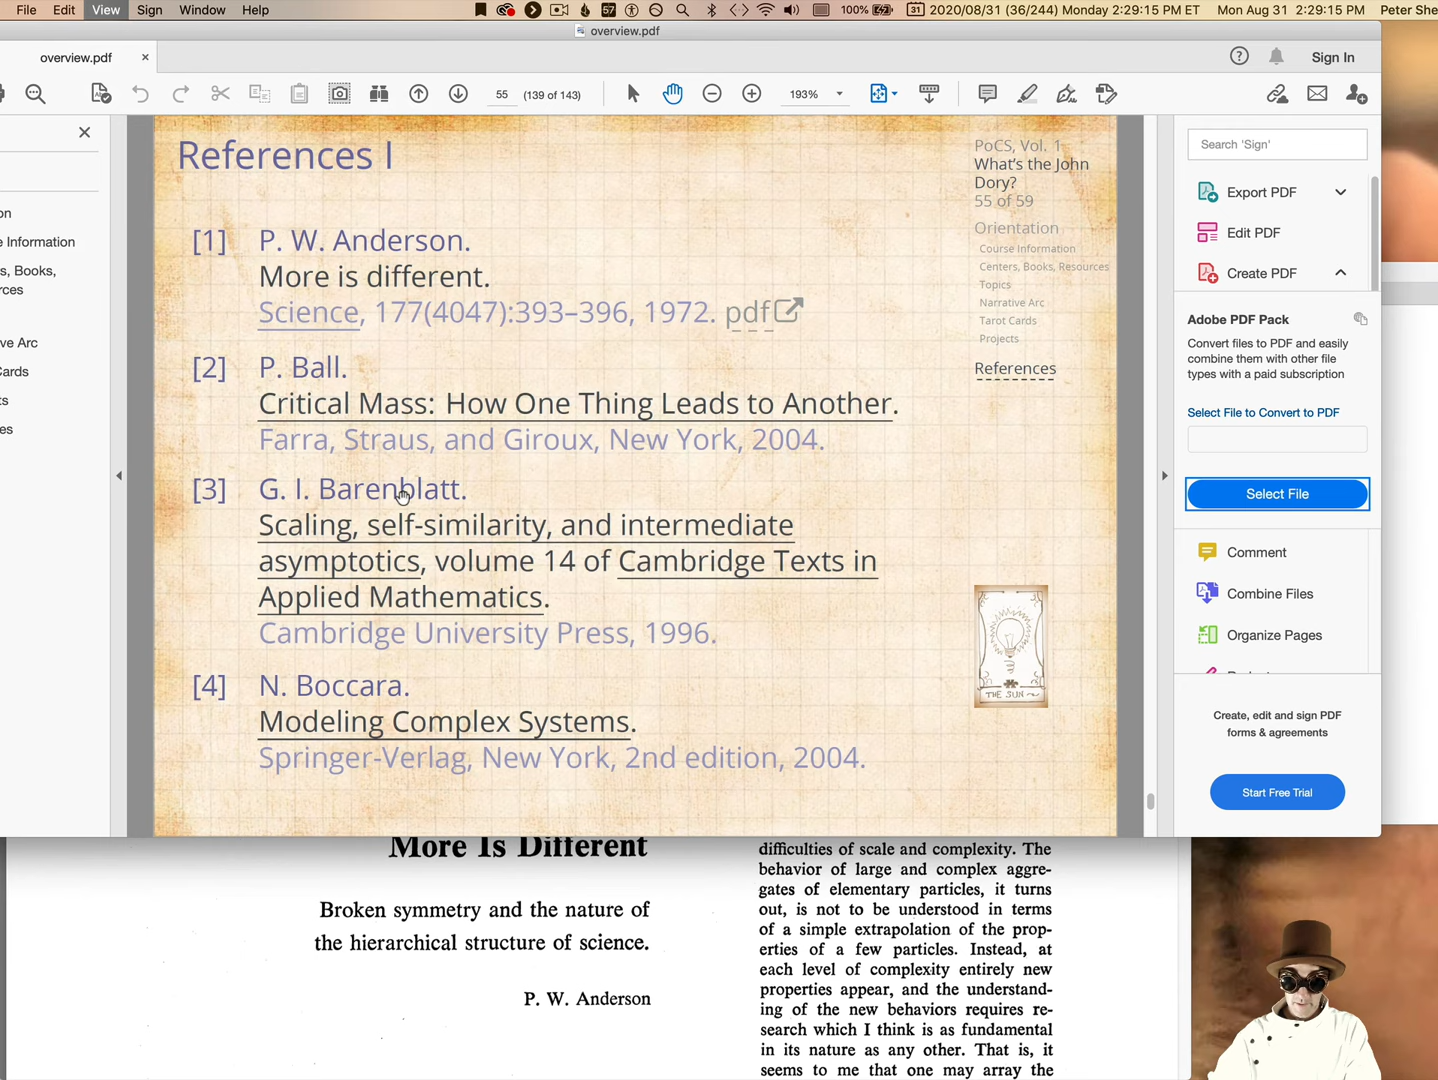 File Edit View Sign Window Help
57 100% 31 2020/08/31 (36/244) Monday 2:29:15 PM ET Mon Aug 31 2:29:15 PM Peter She
overview.pdf
overview.pdf ×
Sign In
55 (139 of 143) 193%
on
e Information
s, Books,
rces
ve Arc
Cards
ts
es
References I
[1] P. W. Anderson.
More is different.
Science, 177(4047):393–396, 1972. pdf
[2] P. Ball.
Critical Mass: How One Thing Leads to Another.
Farra, Straus, and Giroux, New York, 2004.
[3] G. I. Barenblatt.
Scaling, self-similarity, and intermediate
asymptotics, volume 14 of Cambridge Texts in
Applied Mathematics.
Cambridge University Press, 1996.
[4] N. Boccara.
Modeling Complex Systems.
Springer-Verlag, New York, 2nd edition, 2004.
PoCS, Vol. 1
What's the John
Dory?
55 of 59
Orientation
Course Information
Centers, Books, Resources
Topics
Narrative Arc
Tarot Cards
Projects
References
THE SUN
Search 'Sign'
Export PDF
Edit PDF
Create PDF
Adobe PDF Pack
Convert files to PDF and easily
combine them with other file
types with a paid subscription
Select File to Convert to PDF
Select File
Comment
Combine Files
Organize Pages
Create, edit and sign PDF
forms & agreements
Start Free Trial
More Is Different
Broken symmetry and the nature of
the hierarchical structure of science.
P. W. Anderson
difficulties of scale and complexity. The
behavior of large and complex aggre-
gates of elementary particles, it turns
out, is not to be understood in terms
of a simple extrapolation of the prop-
erties of a few particles. Instead, at
each level of complexity entirely new
properties appear, and the understand-
ing of the new behaviors requires re-
search which I think is as fundamental
in its nature as any other. That is, it
seems to me that one may array the